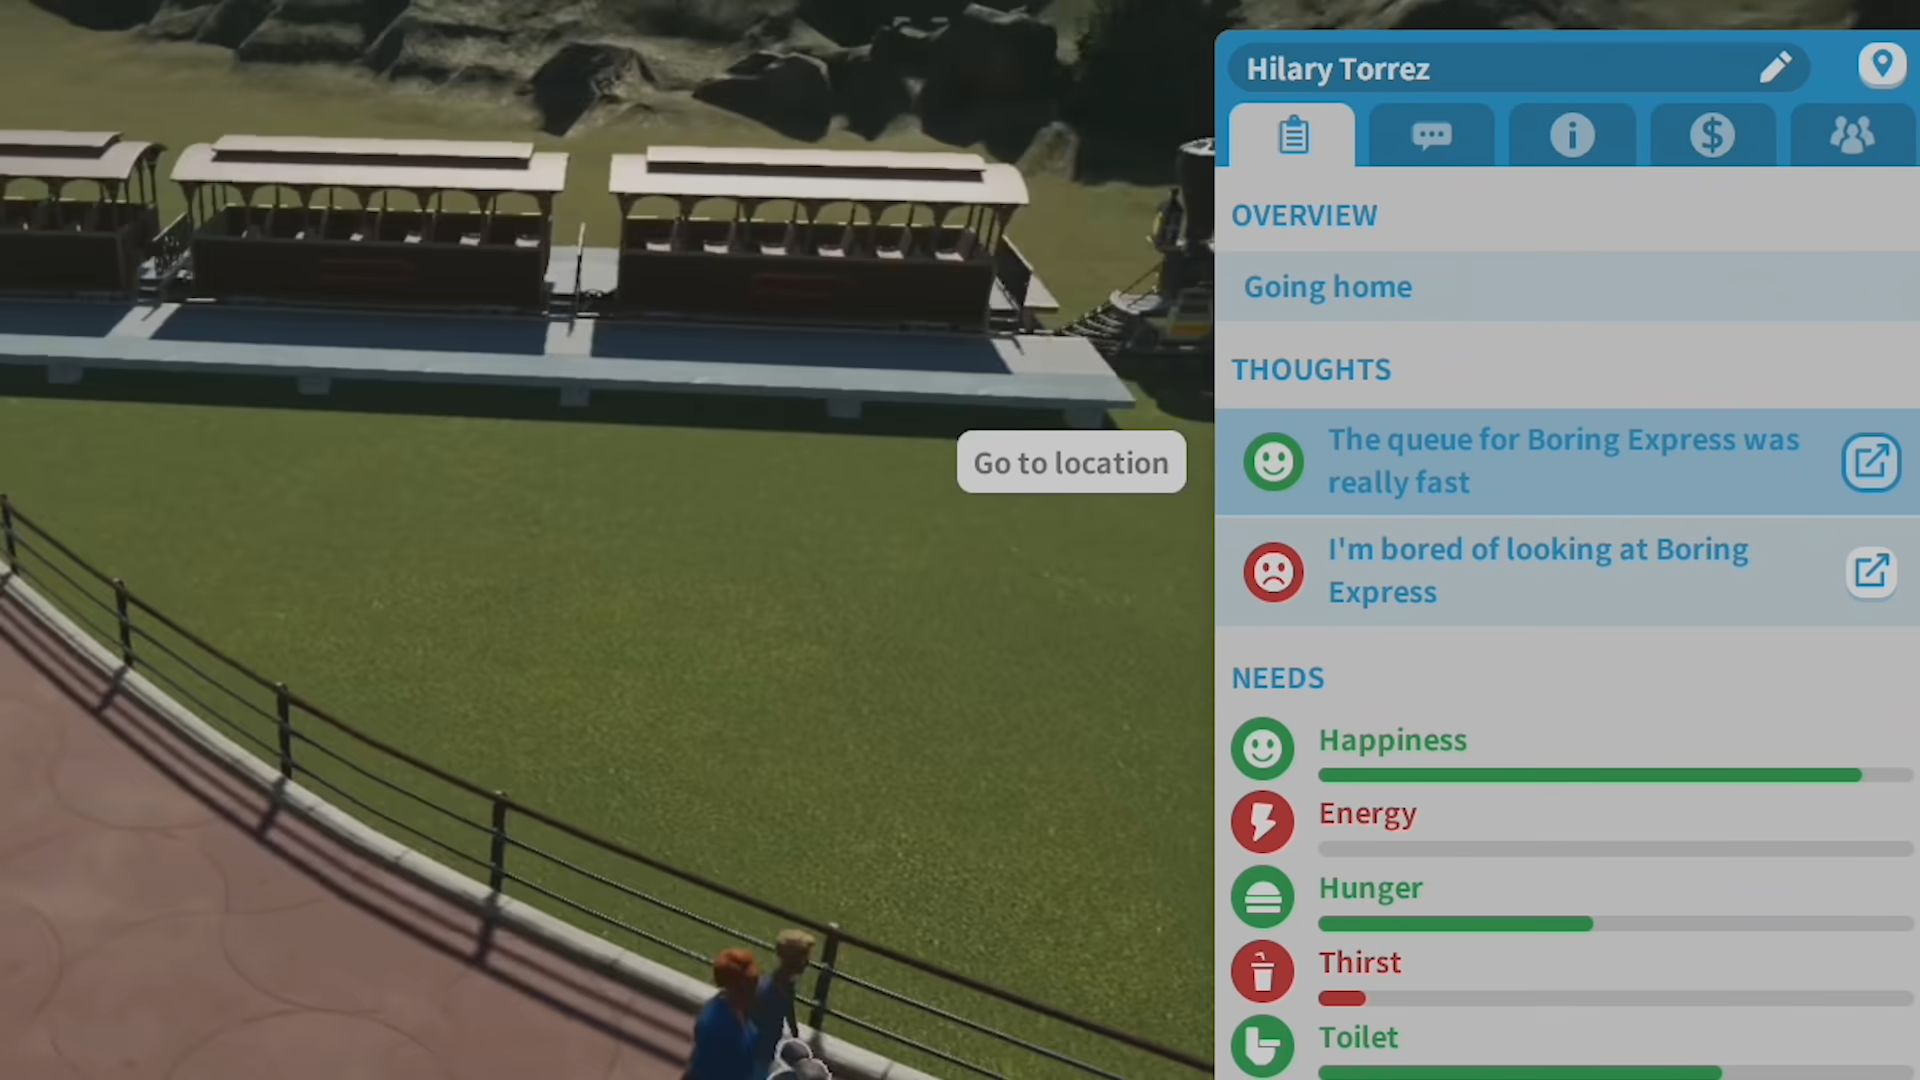 Hilary Torrez
OVERVIEW
Going home
THOUGHTS
The queue for Boring Express was
really fast
Go to location
I'm bored of looking at Boring
Express
NEEDS
Happiness
Energy
Hunger
Thirst
Toilet